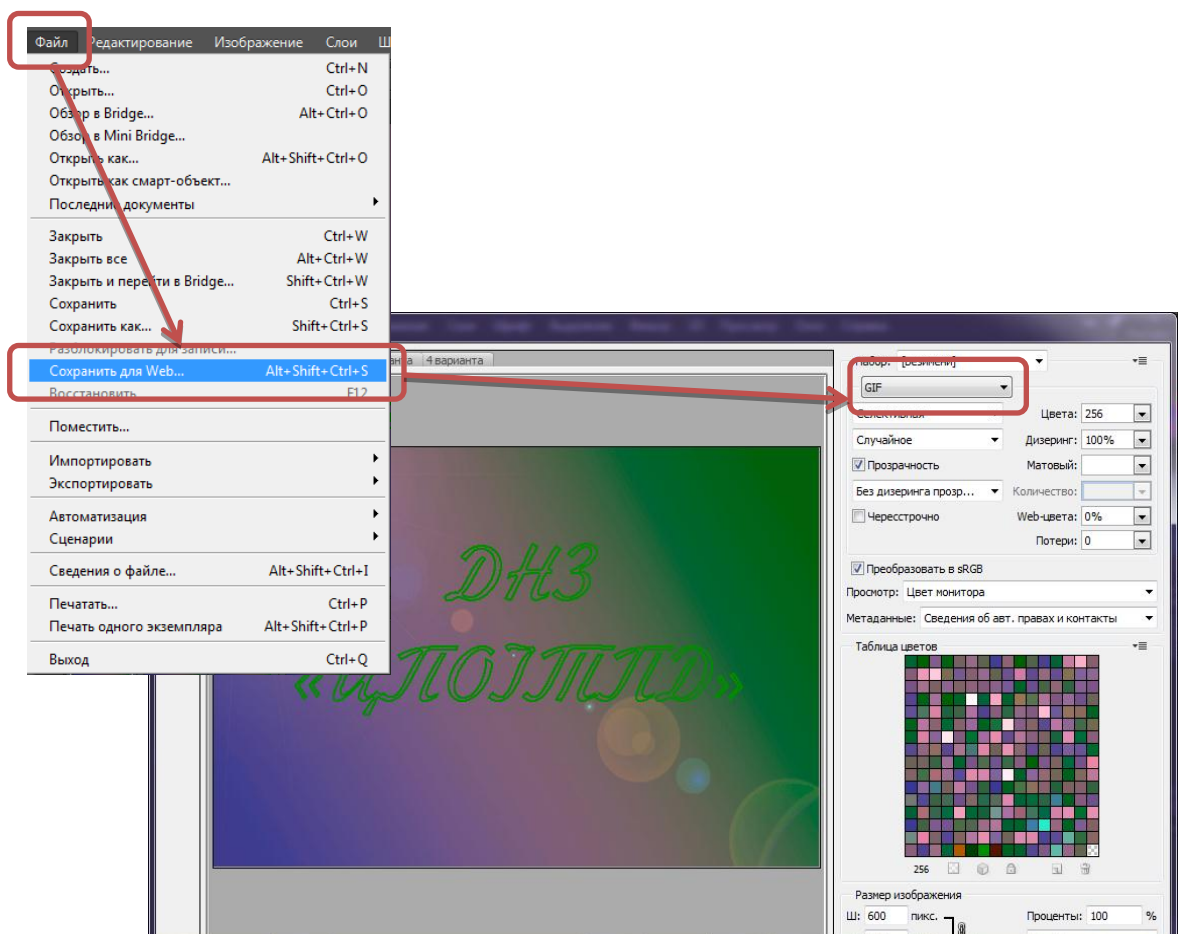 Файл Редактирование Изображение Слои Ш
Создать... Ctrl+N
Открыть... Ctrl+O
Обзор в Bridge... Alt+Ctrl+O
Обзор в Mini Bridge...
Открыть как... Alt+Shift+Ctrl+O
Открыть как смарт-объект...
Последние документы
Закрыть Ctrl+W
Закрыть все Alt+Ctrl+W
Закрыть и перейти в Bridge... Shift+Ctrl+W
Сохранить Ctrl+S
Сохранить как... Shift+Ctrl+S
Разблокировать для записи...
Сохранить для Web... Alt+Shift+Ctrl+S
Восстановить F12
Поместить...
Импортировать
Экспортировать
Автоматизация
Сценарии
Сведения о файле... Alt+Shift+Ctrl+I
Печатать... Ctrl+P
Печать одного экземпляра Alt+Shift+Ctrl+P
Выход Ctrl+Q
4 варианта
ДНЗ
«ЦПОІТПД»
Набор: [Безимени]
GIF
Селективная Цвета: 256
Случайное Дизеринг: 100%
Прозрачность Матовый:
Без дизеринга прозр... Количество:
Чересстрочно Web-цвета: 0%
Потери: 0
Преобразовать в sRGB
Просмотр: Цвет монитора
Метаданные: Сведения об авт. правах и контакты
Таблица цветов
256
Размер изображения
Ш: 600 пикс. Проценты: 100 %